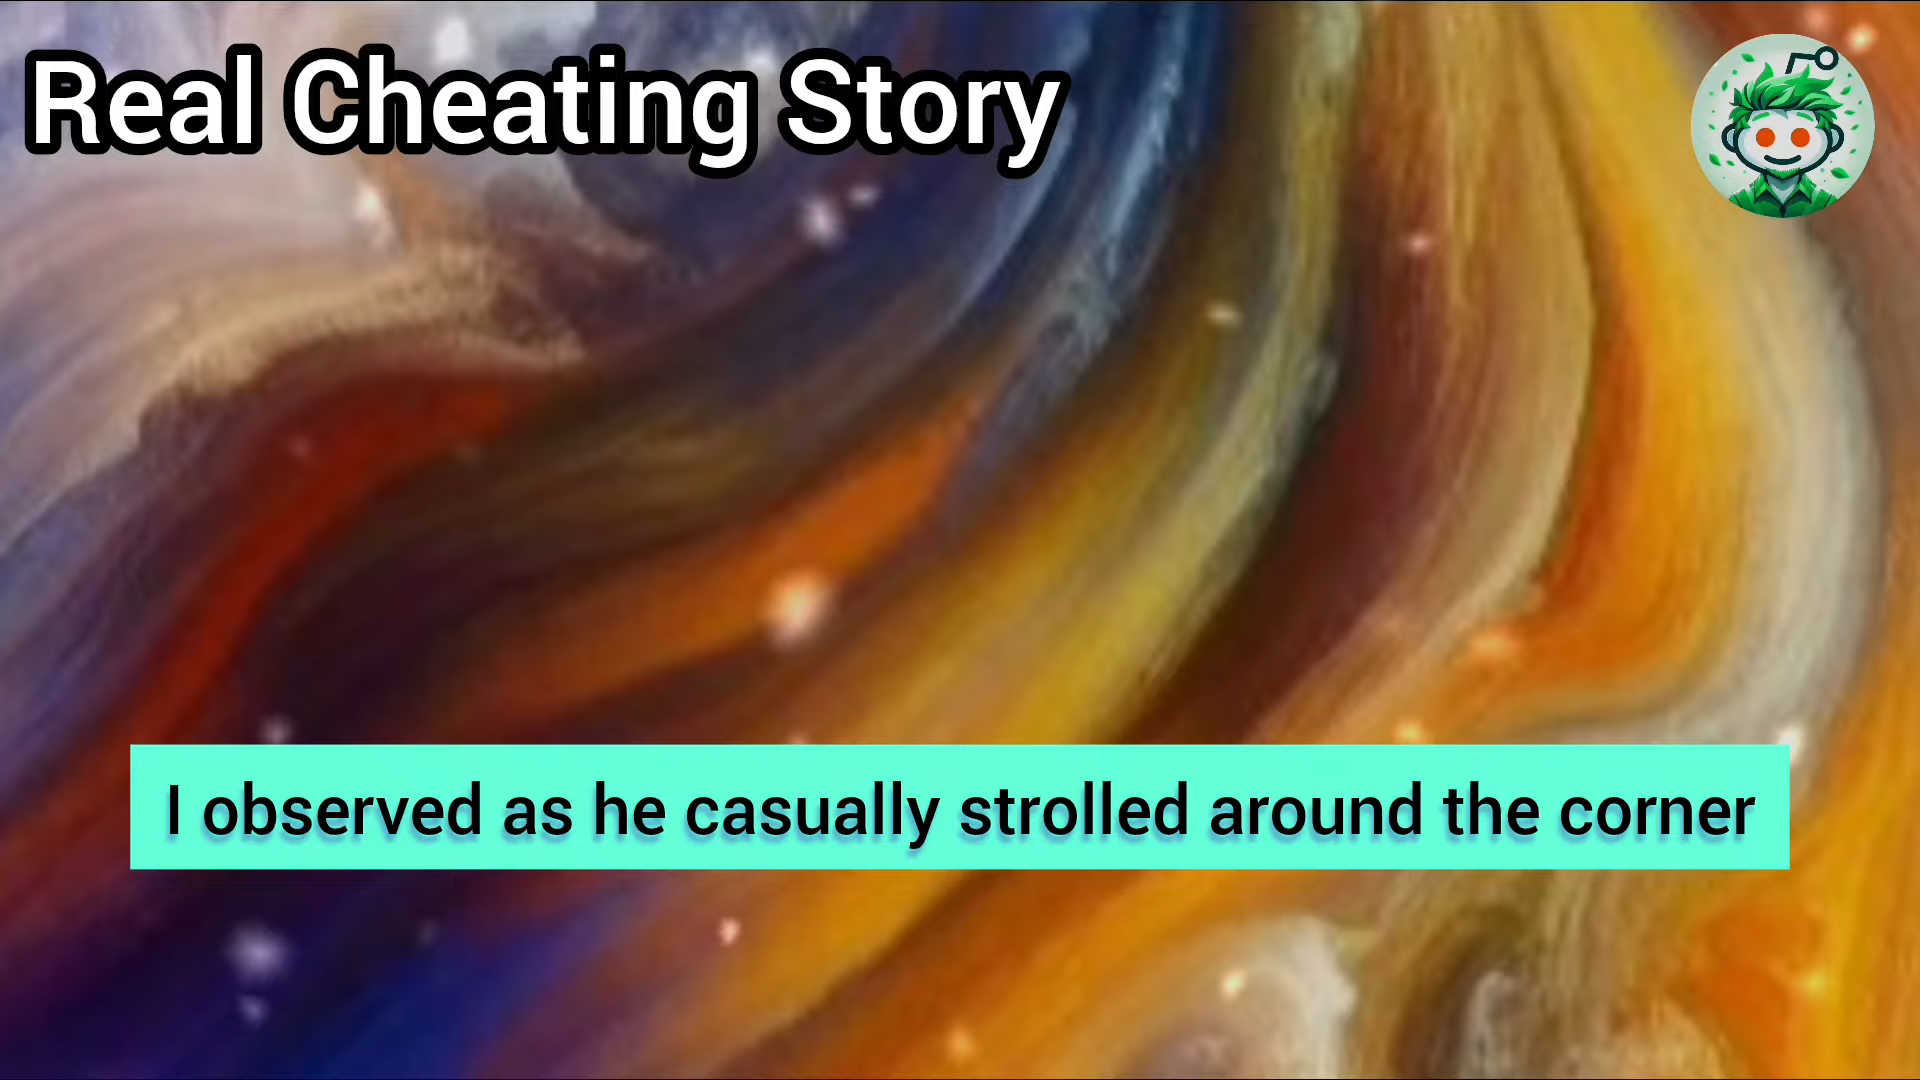 Real Cheating Story
I observed as he casually strolled around the corner